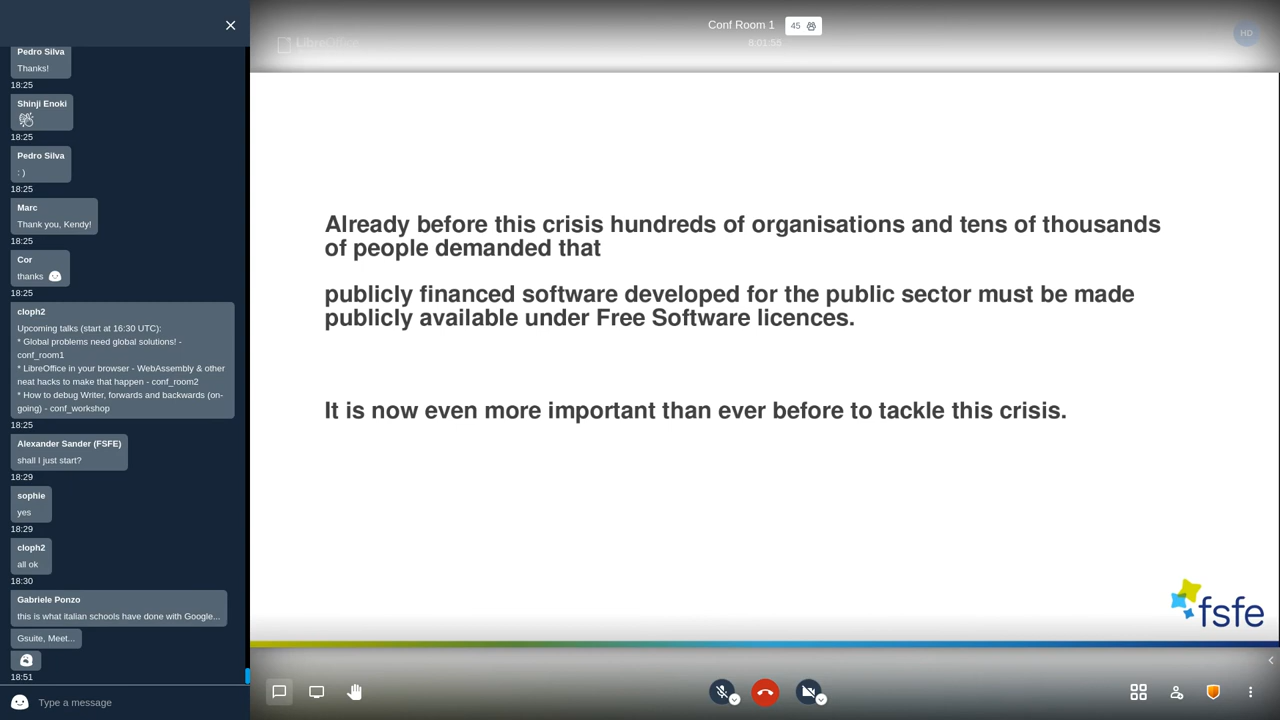 Pedro Silva
Thanks!
18:25
Shinji Enoki
18:25
Pedro Silva
: )
18:25
Marc
Thank you, Kendy!
18:25
Cor
thanks
18:25
cloph2
Upcoming talks (start at 16:30 UTC):
* Global problems need global solutions! -
conf_room1
* LibreOffice in your browser - WebAssembly & other
neat hacks to make that happen - conf_room2
* How to debug Writer, forwards and backwards (on-
going) - conf_workshop
18:25
Alexander Sander (FSFE)
shall I just start?
18:29
sophie
yes
18:29
cloph2
all ok
18:30
Gabriele Ponzo
this is what italian schools have done with Google...
Gsuite, Meet...
18:51
Type a message
Conf Room 1
45
LibreOffice
8:01:56
HD
Already before this crisis hundreds of organisations and tens of thousands
of people demanded that
publicly financed software developed for the public sector must be made
publicly available under Free Software licences.
It is now even more important than ever before to tackle this crisis.
fsfe